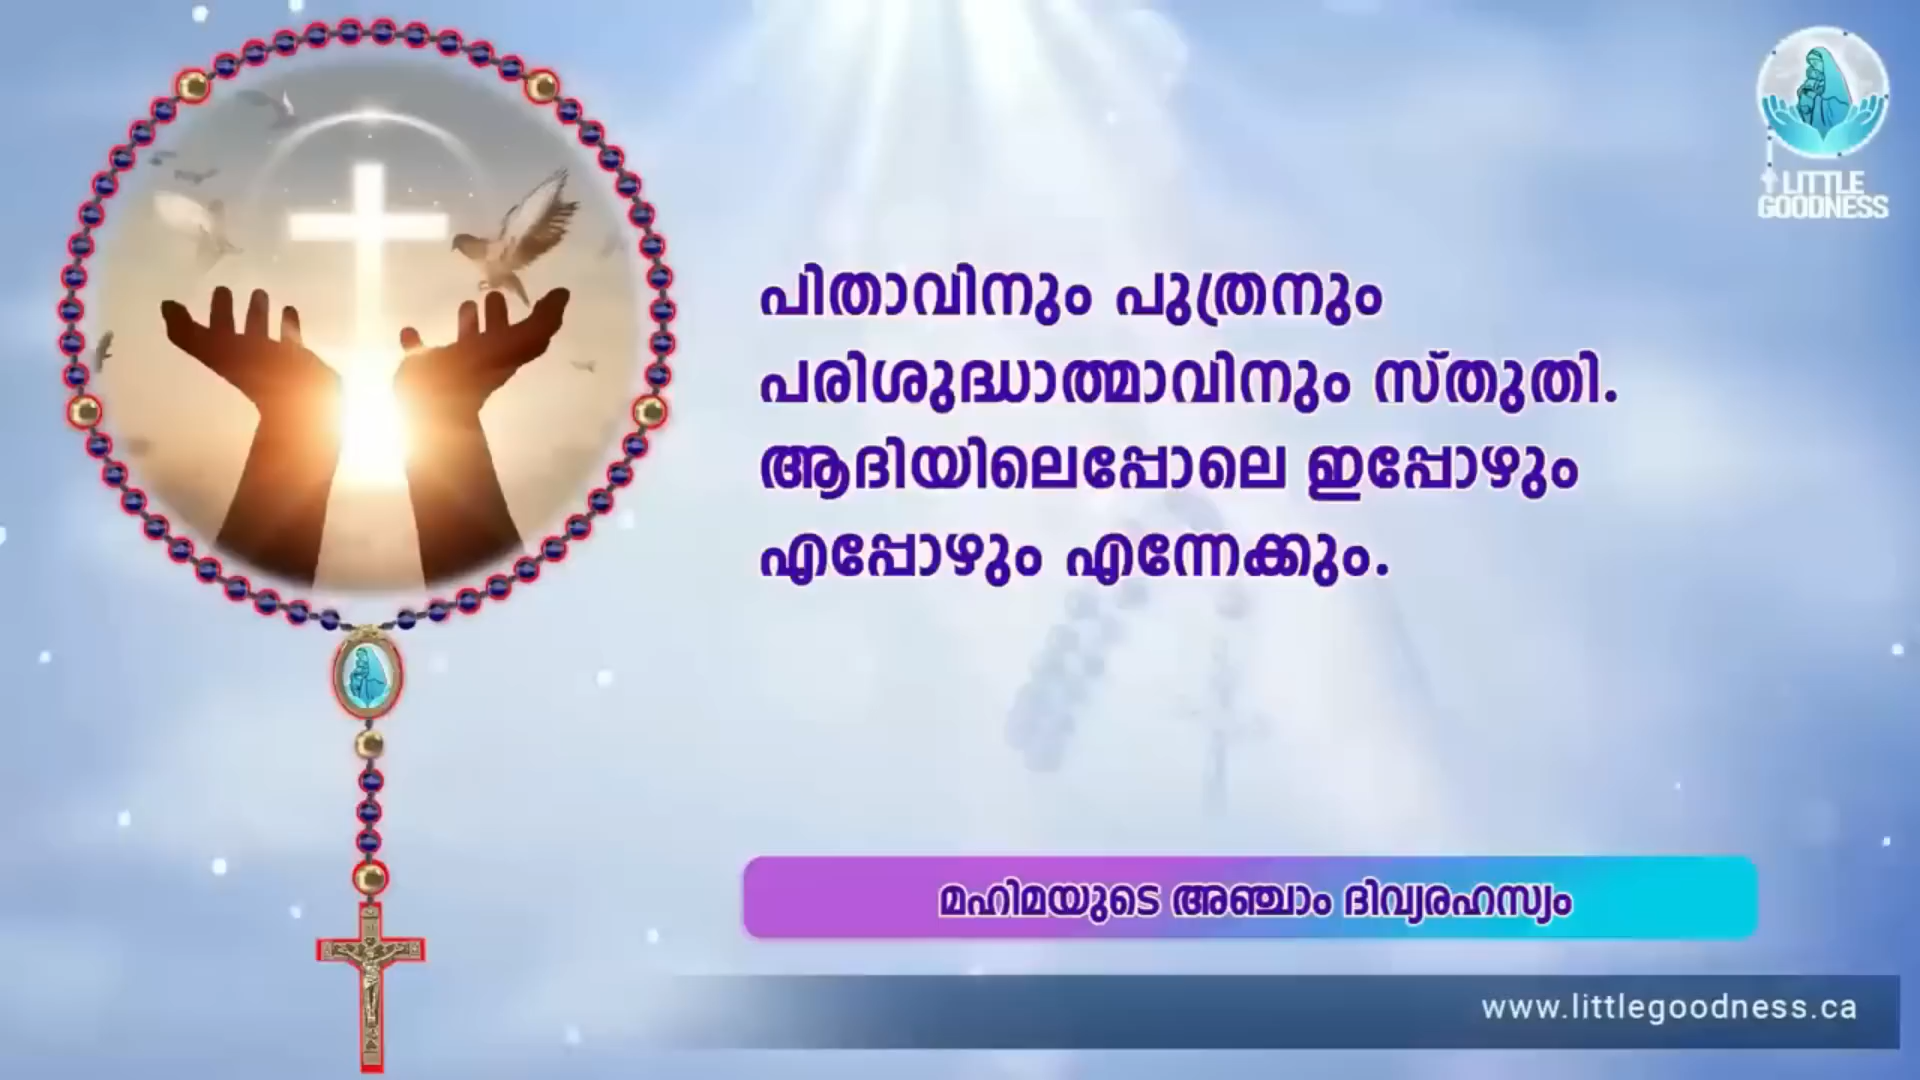 LITTLE
GOODNESS
പിതാവിനും പുത്രനും
പരിശുദ്ധാത്മാവിനും സ്തുതി.
ആദിയിലെപ്പോലെ ഇപ്പോഴും
എപ്പോഴും എന്നേക്കും.
മഹിമയുടെ അഞ്ചാം ദിവ്യരഹസ്യം
www.littlegoodness.ca